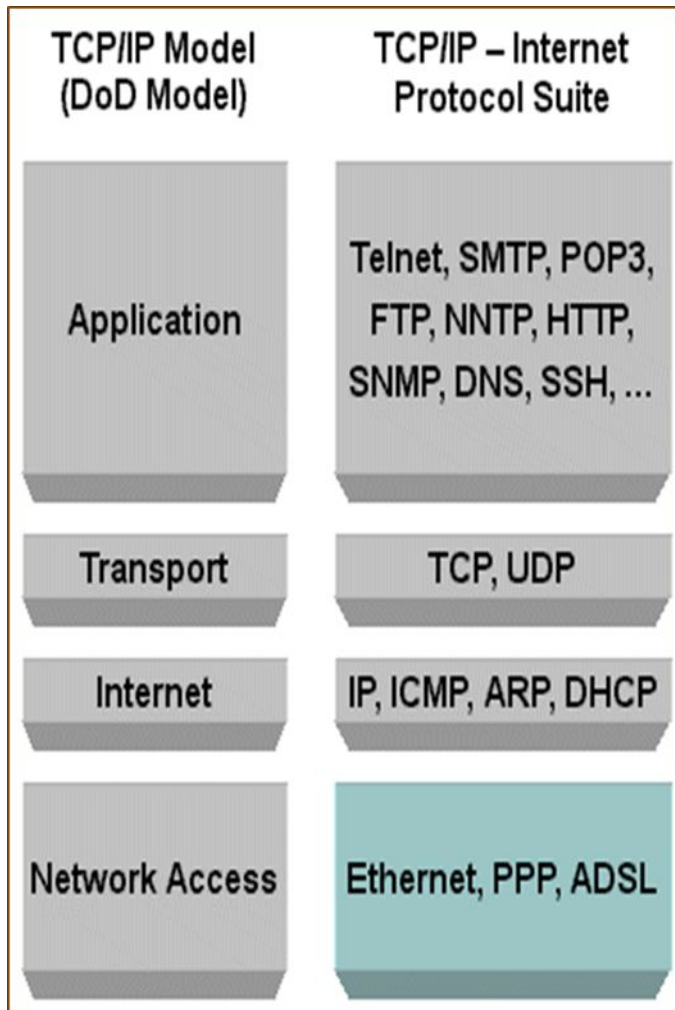 TCP/IP Model
(DoD Model)
TCP/IP – Internet
Protocol Suite
Application
Telnet, SMTP, POP3,
FTP, NNTP, HTTP,
SNMP, DNS, SSH, ...
Transport
TCP, UDP
Internet
IP, ICMP, ARP, DHCP
Network Access
Ethernet, PPP, ADSL